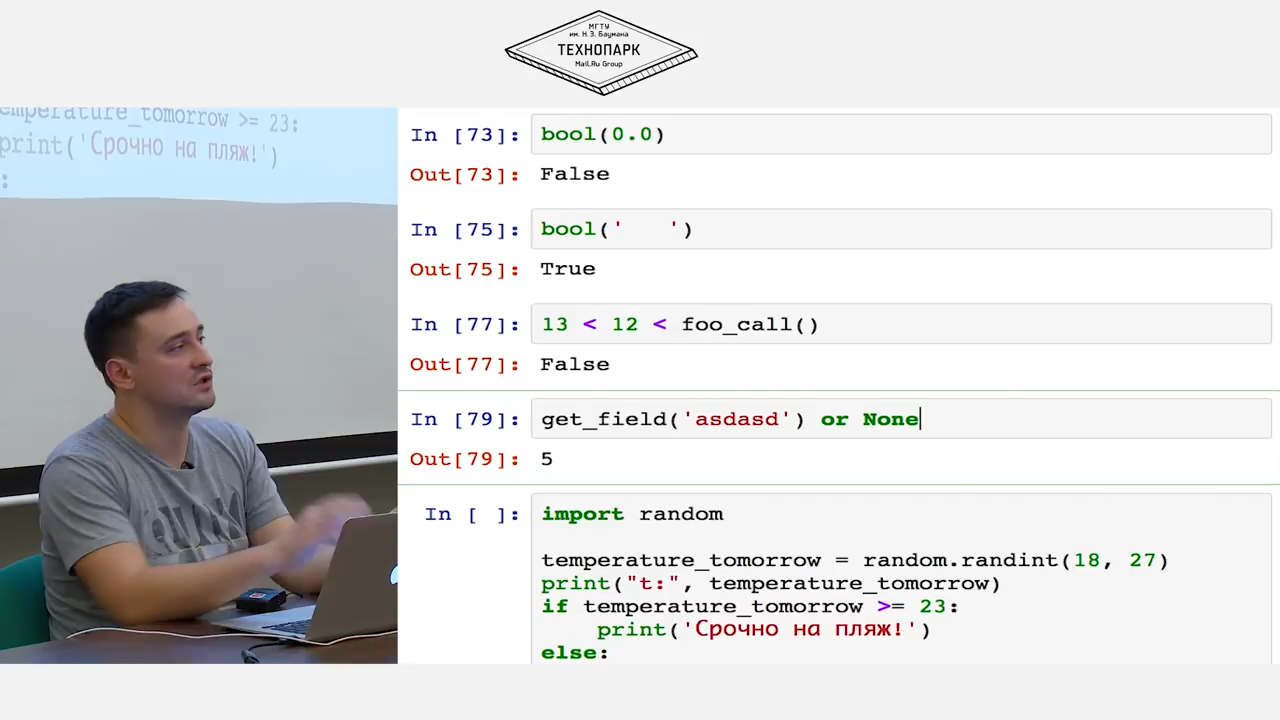 МГТУ
им. Н.Э. Баумана
ТЕХНОПАРК
Mail.Ru Group
temperature_tomorrow >= 23:
print('Срочно на пляж!')
:
In [73]: bool(0.0)
Out[73]: False
In [75]: bool('   ')
Out[75]: True
In [77]: 13 < 12 < foo_call()
Out[77]: False
In [79]: get_field('asdasd') or None
Out[79]: 5
In [ ]: import random
temperature_tomorrow = random.randint(18, 27)
print("t:", temperature_tomorrow)
if temperature_tomorrow >= 23:
print('Срочно на пляж!')
else: